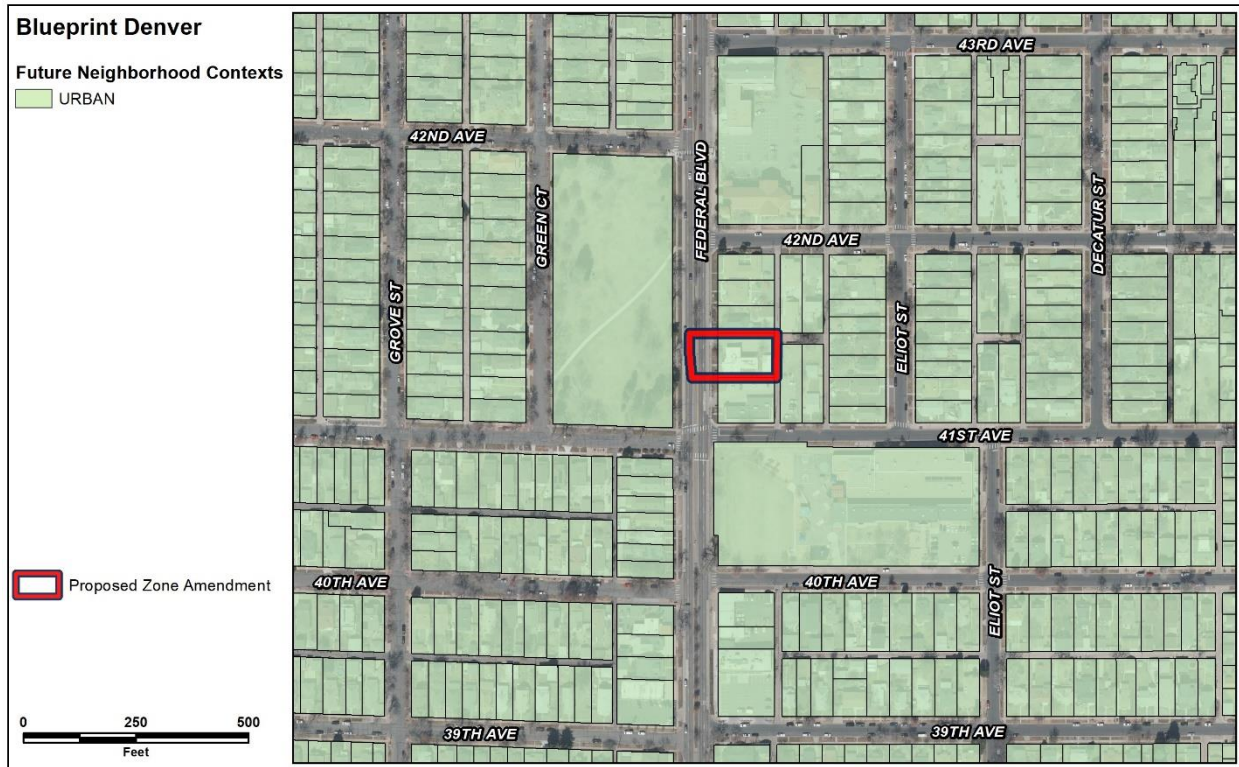 Blueprint Denver
Future Neighborhood Contexts
URBAN
Proposed Zone Amendment
0 250 500
Feet
43RD AVE
42ND AVE
FEDERAL BLVD
GREEN CT
DECATUR ST
42ND AVE
GROVE ST
ELIOT ST
41ST AVE
40TH AVE
40TH AVE
ELIOT ST
39TH AVE
39TH AVE